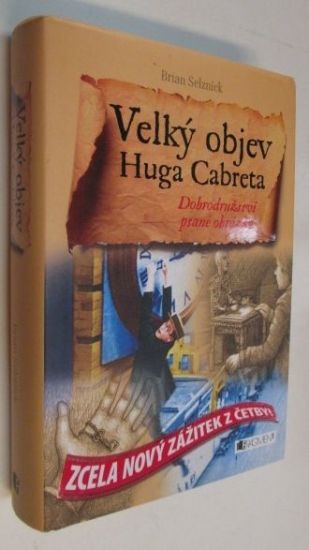 Brian Selznick
Velký objev
Huga Cabreta
Dobrodružství
psané obrázky
ZCELA NOVÝ ZÁŽITEK Z ČETBY!
FRAGMENT
Velký objev